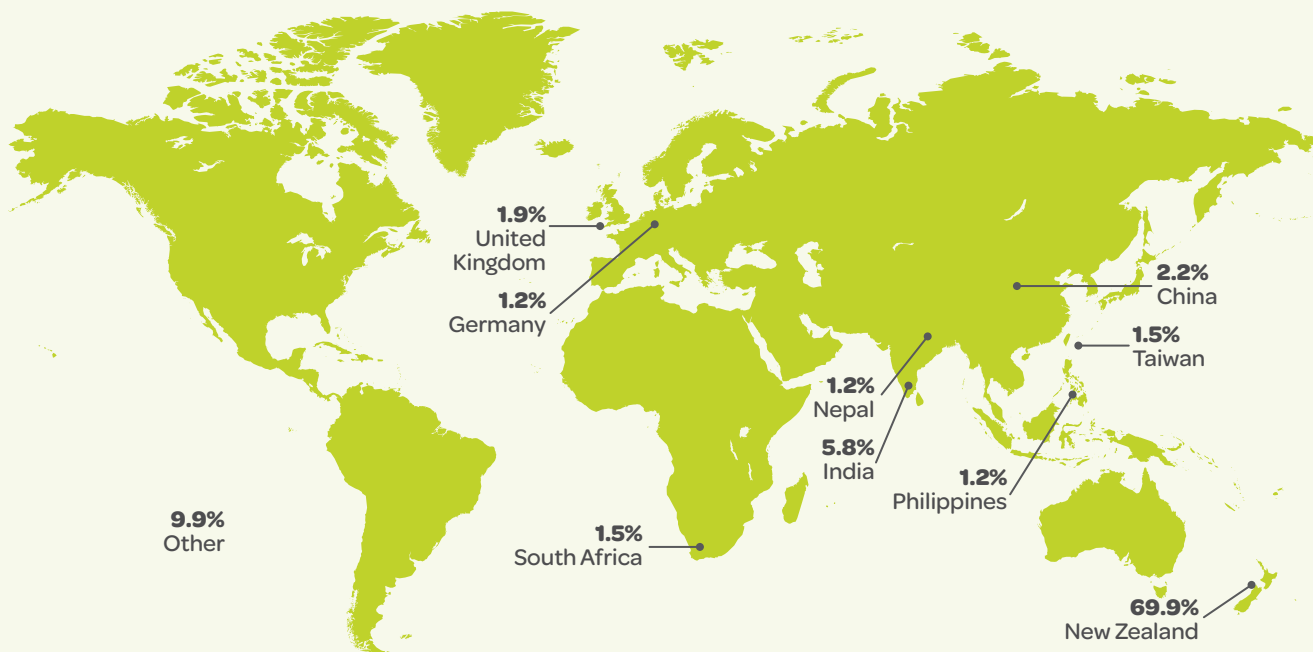 1.9%
United
Kingdom
1.2%
Germany
2.2%
China
1.5%
Taiwan
1.2%
Nepal
5.8%
India
1.2%
Philippines
9.9%
Other
1.5%
South Africa
69.9%
New Zealand